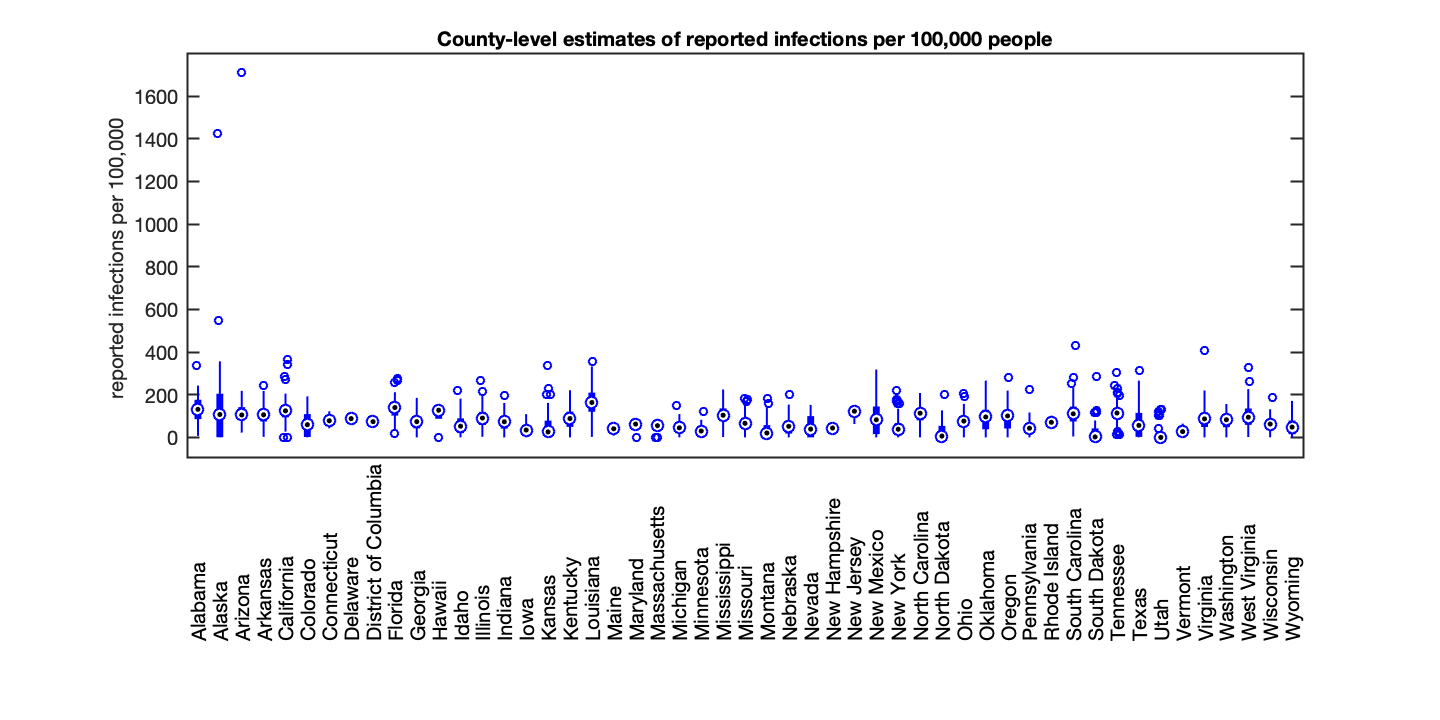 County-level estimates of reported infections per 100,000 people
reported infections per 100,000
1600
1400
1200
1000
800
600
400
200
0
Alabama
Alaska
Arizona
Arkansas
California
Colorado
Connecticut
Delaware
District of Columbia
Florida
Georgia
Hawaii
Idaho
Illinois
Indiana
Iowa
Kansas
Kentucky
Louisiana
Maine
Maryland
Massachusetts
Michigan
Minnesota
Mississippi
Missouri
Montana
Nebraska
Nevada
New Hampshire
New Jersey
New Mexico
New York
North Carolina
North Dakota
Ohio
Oklahoma
Oregon
Pennsylvania
Rhode Island
South Carolina
South Dakota
Tennessee
Texas
Utah
Vermont
Virginia
Washington
West Virginia
Wisconsin
Wyoming